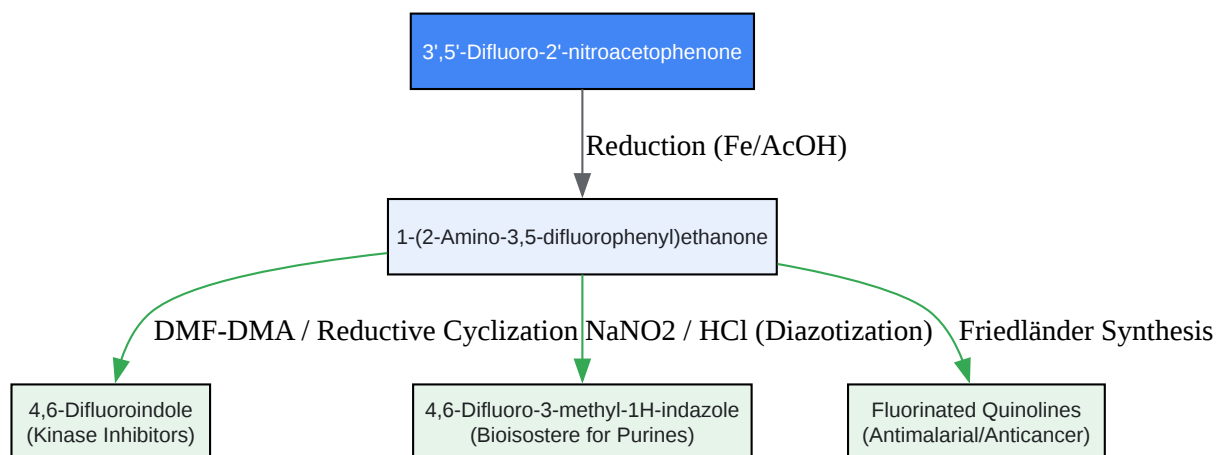 3',5'-Difluoro-2'-nitroacetophenone
Reduction (Fe/AcOH)
1-(2-Amino-3,5-difluorophenyl)ethanone
DMF-DMA / Reductive Cyclization
NaNO2 / HCl (Diazotization)
Friedländer Synthesis
4,6-Difluoroindole
(Kinase Inhibitors)
4,6-Difluoro-3-methyl-1H-indazole
(Bioisostere for Purines)
Fluorinated Quinolines
(Antimalarial/Anticancer)